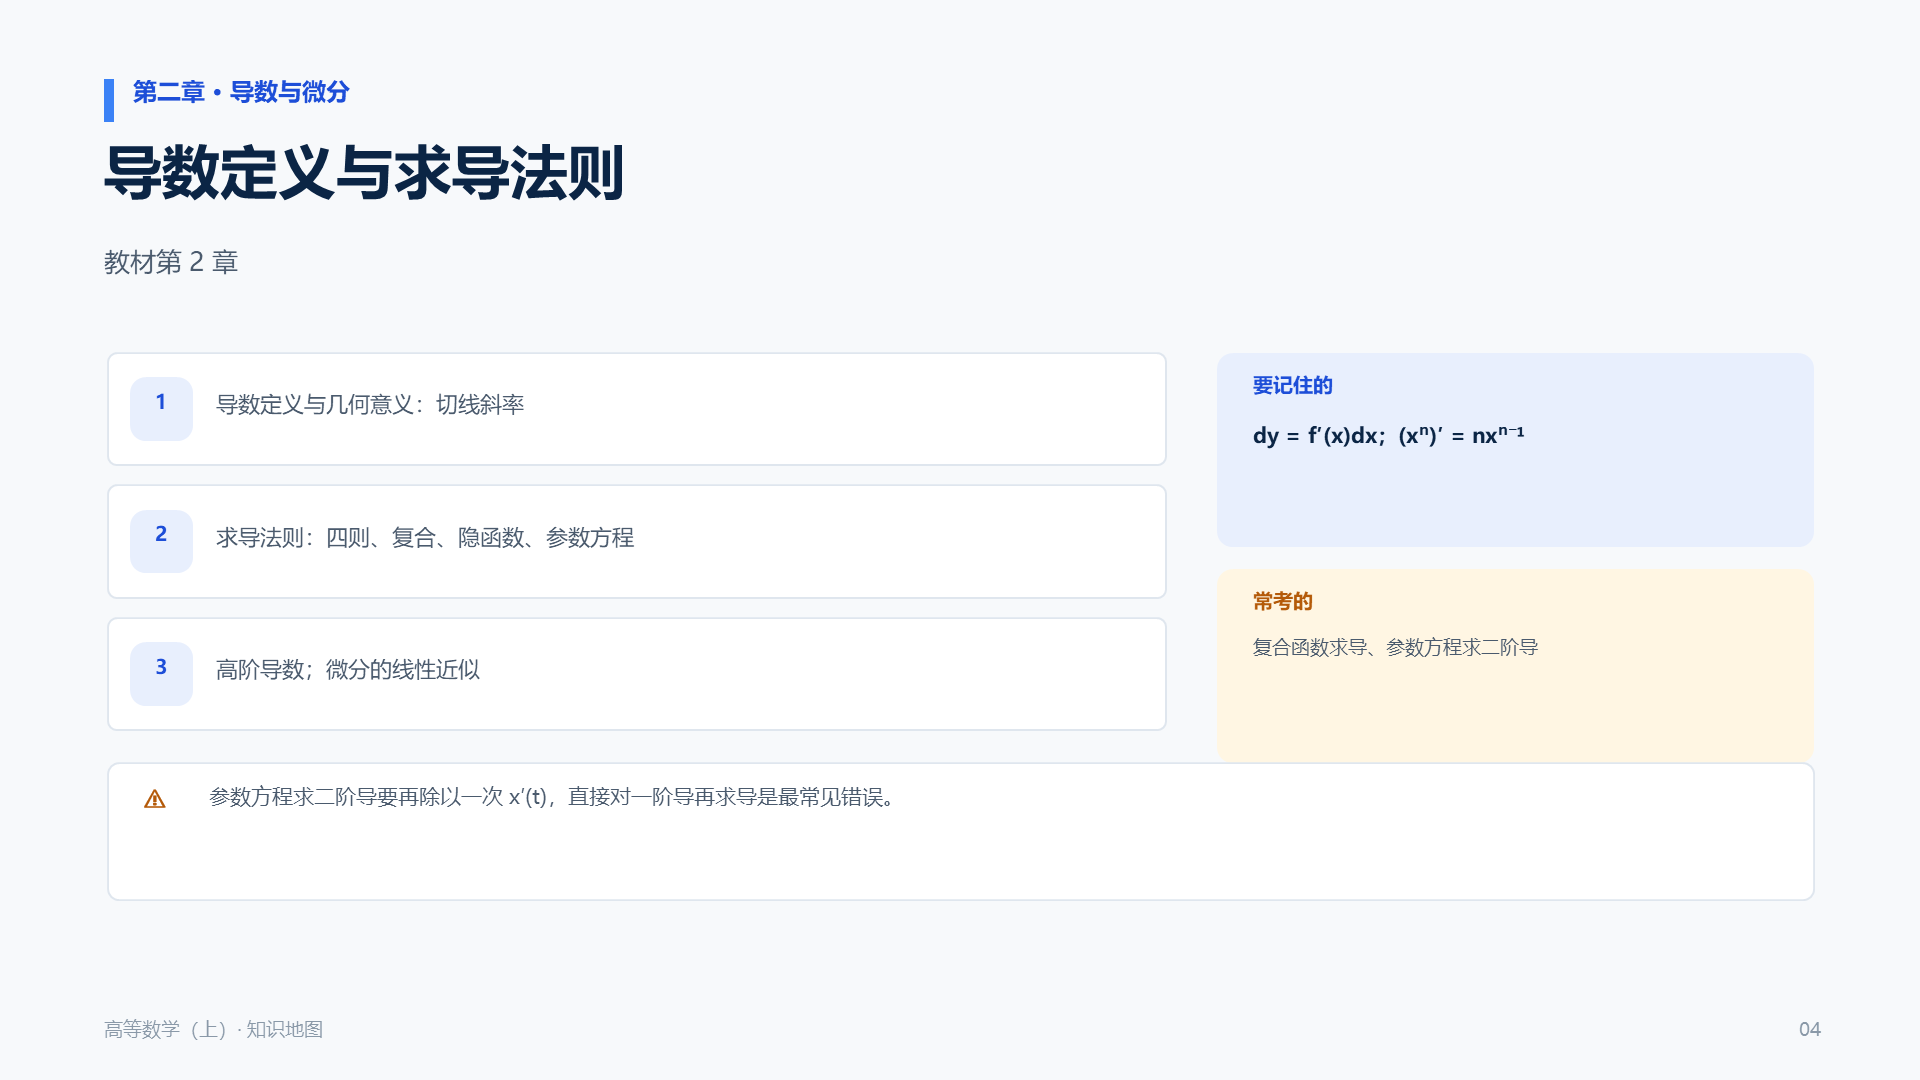 第二章 · 导数与微分
导数定义与求导法则
教材第 2 章
1
导数定义与几何意义：切线斜率
2
求导法则：四则、复合、隐函数、参数方程
3
高阶导数；微分的线性近似
要记住的
dy = f′(x)dx；(xⁿ)′ = nxⁿ⁻¹
常考的
复合函数求导、参数方程求二阶导
⚠ 参数方程求二阶导要再除以一次 x′(t)，直接对一阶导再求导是最常见错误。
高等数学（上）· 知识地图
04